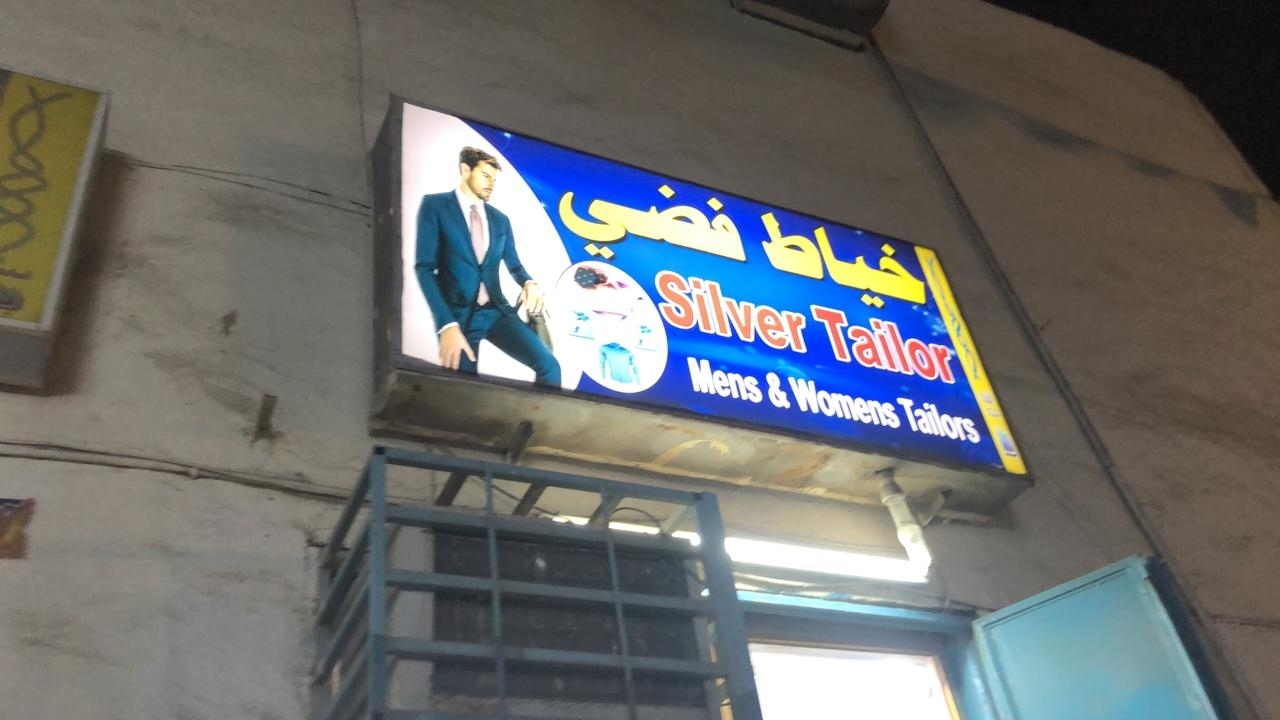 خياط فضي
Silver Tailor
Mens & Womens Tailors